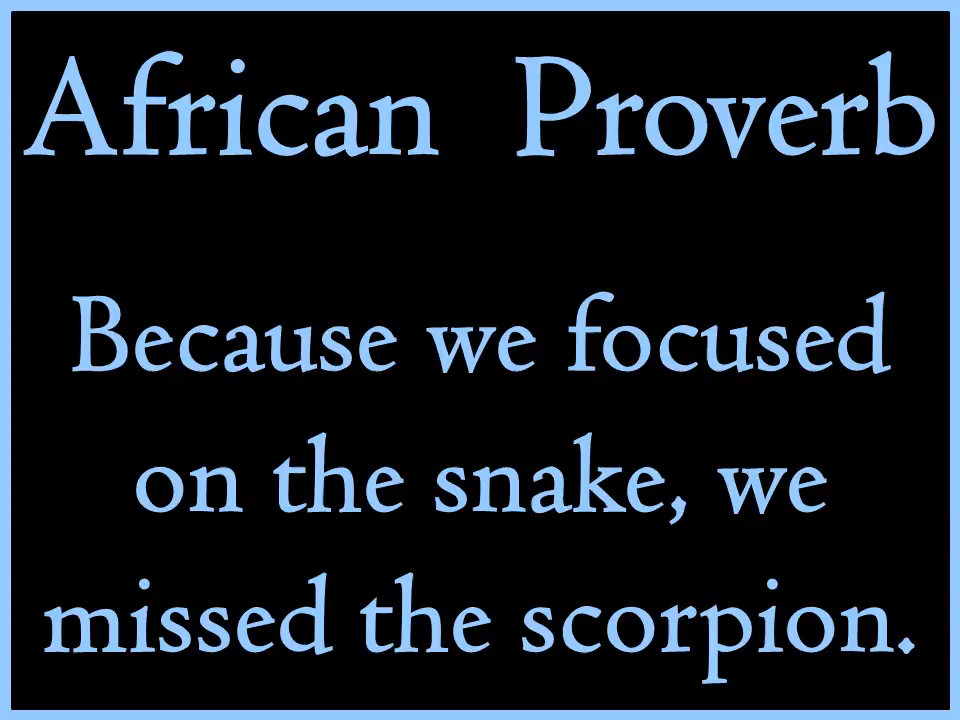 African Proverb
Because we focused
on the snake, we
missed the scorpion.